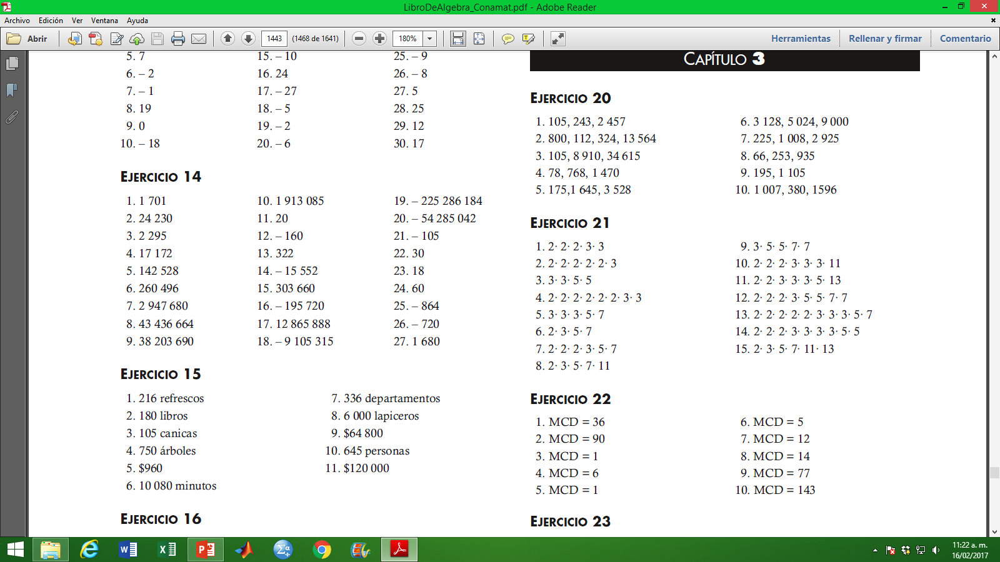 LibroDeAlgebra_Conamat.pdf - Adobe Reader
Archivo Edición Ver Ventana Ayuda
Abrir 1443 (1468 de 1641) 180% Herramientas Rellenar y firmar Comentario
5. 7 15. – 10 25. – 9
6. – 2 16. 24 26. – 8
7. – 1 17. – 27 27. 5
8. 19 18. – 5 28. 25
9. 0 19. – 2 29. 12
10. – 18 20. – 6 30. 17
EJERCICIO 14
1. 1 701 10. 1 913 085 19. – 225 286 184
2. 24 230 11. 20 20. – 54 285 042
3. 2 295 12. – 160 21. – 105
4. 17 172 13. 322 22. 30
5. 142 528 14. – 15 552 23. 18
6. 260 496 15. 303 660 24. 60
7. 2 947 680 16. – 195 720 25. – 864
8. 43 436 664 17. 12 865 888 26. – 720
9. 38 203 690 18. – 9 105 315 27. 1 680
EJERCICIO 15
1. 216 refrescos 7. 336 departamentos
2. 180 libros 8. 6 000 lapiceros
3. 105 canicas 9. $64 800
4. 750 árboles 10. 645 personas
5. $960 11. $120 000
6. 10 080 minutos
EJERCICIO 16
CAPÍTULO 3
EJERCICIO 20
1. 105, 243, 2 457 6. 3 128, 5 024, 9 000
2. 800, 112, 324, 13 564 7. 225, 1 008, 2 925
3. 105, 8 910, 34 615 8. 66, 253, 935
4. 78, 768, 1 470 9. 195, 1 105
5. 175,1 645, 3 528 10. 1 007, 380, 1596
EJERCICIO 21
1. 2· 2· 2· 3· 3 9. 3· 5· 5· 7· 7
2. 2· 2· 2· 2· 2· 3 10. 2· 2· 2· 3· 3· 3· 11
3. 3· 3· 5· 5 11. 2· 2· 3· 3· 3· 5· 13
4. 2· 2· 2· 2· 2· 2· 3· 3 12. 2· 2· 2· 3· 5· 5· 7· 7
5. 3· 3· 3· 5· 7 13. 2· 2· 2· 2· 2· 3· 3· 3· 5· 7
6. 2· 3· 5· 7 14. 2· 2· 2· 3· 3· 3· 3· 5· 5
7. 2· 2· 2· 3· 5· 7 15. 2· 3· 5· 7· 11· 13
8. 2· 3· 5· 7· 11
EJERCICIO 22
1. MCD = 36 6. MCD = 5
2. MCD = 90 7. MCD = 12
3. MCD = 1 8. MCD = 14
4. MCD = 6 9. MCD = 77
5. MCD = 1 10. MCD = 143
EJERCICIO 23
11:22 a. m.
16/02/2017